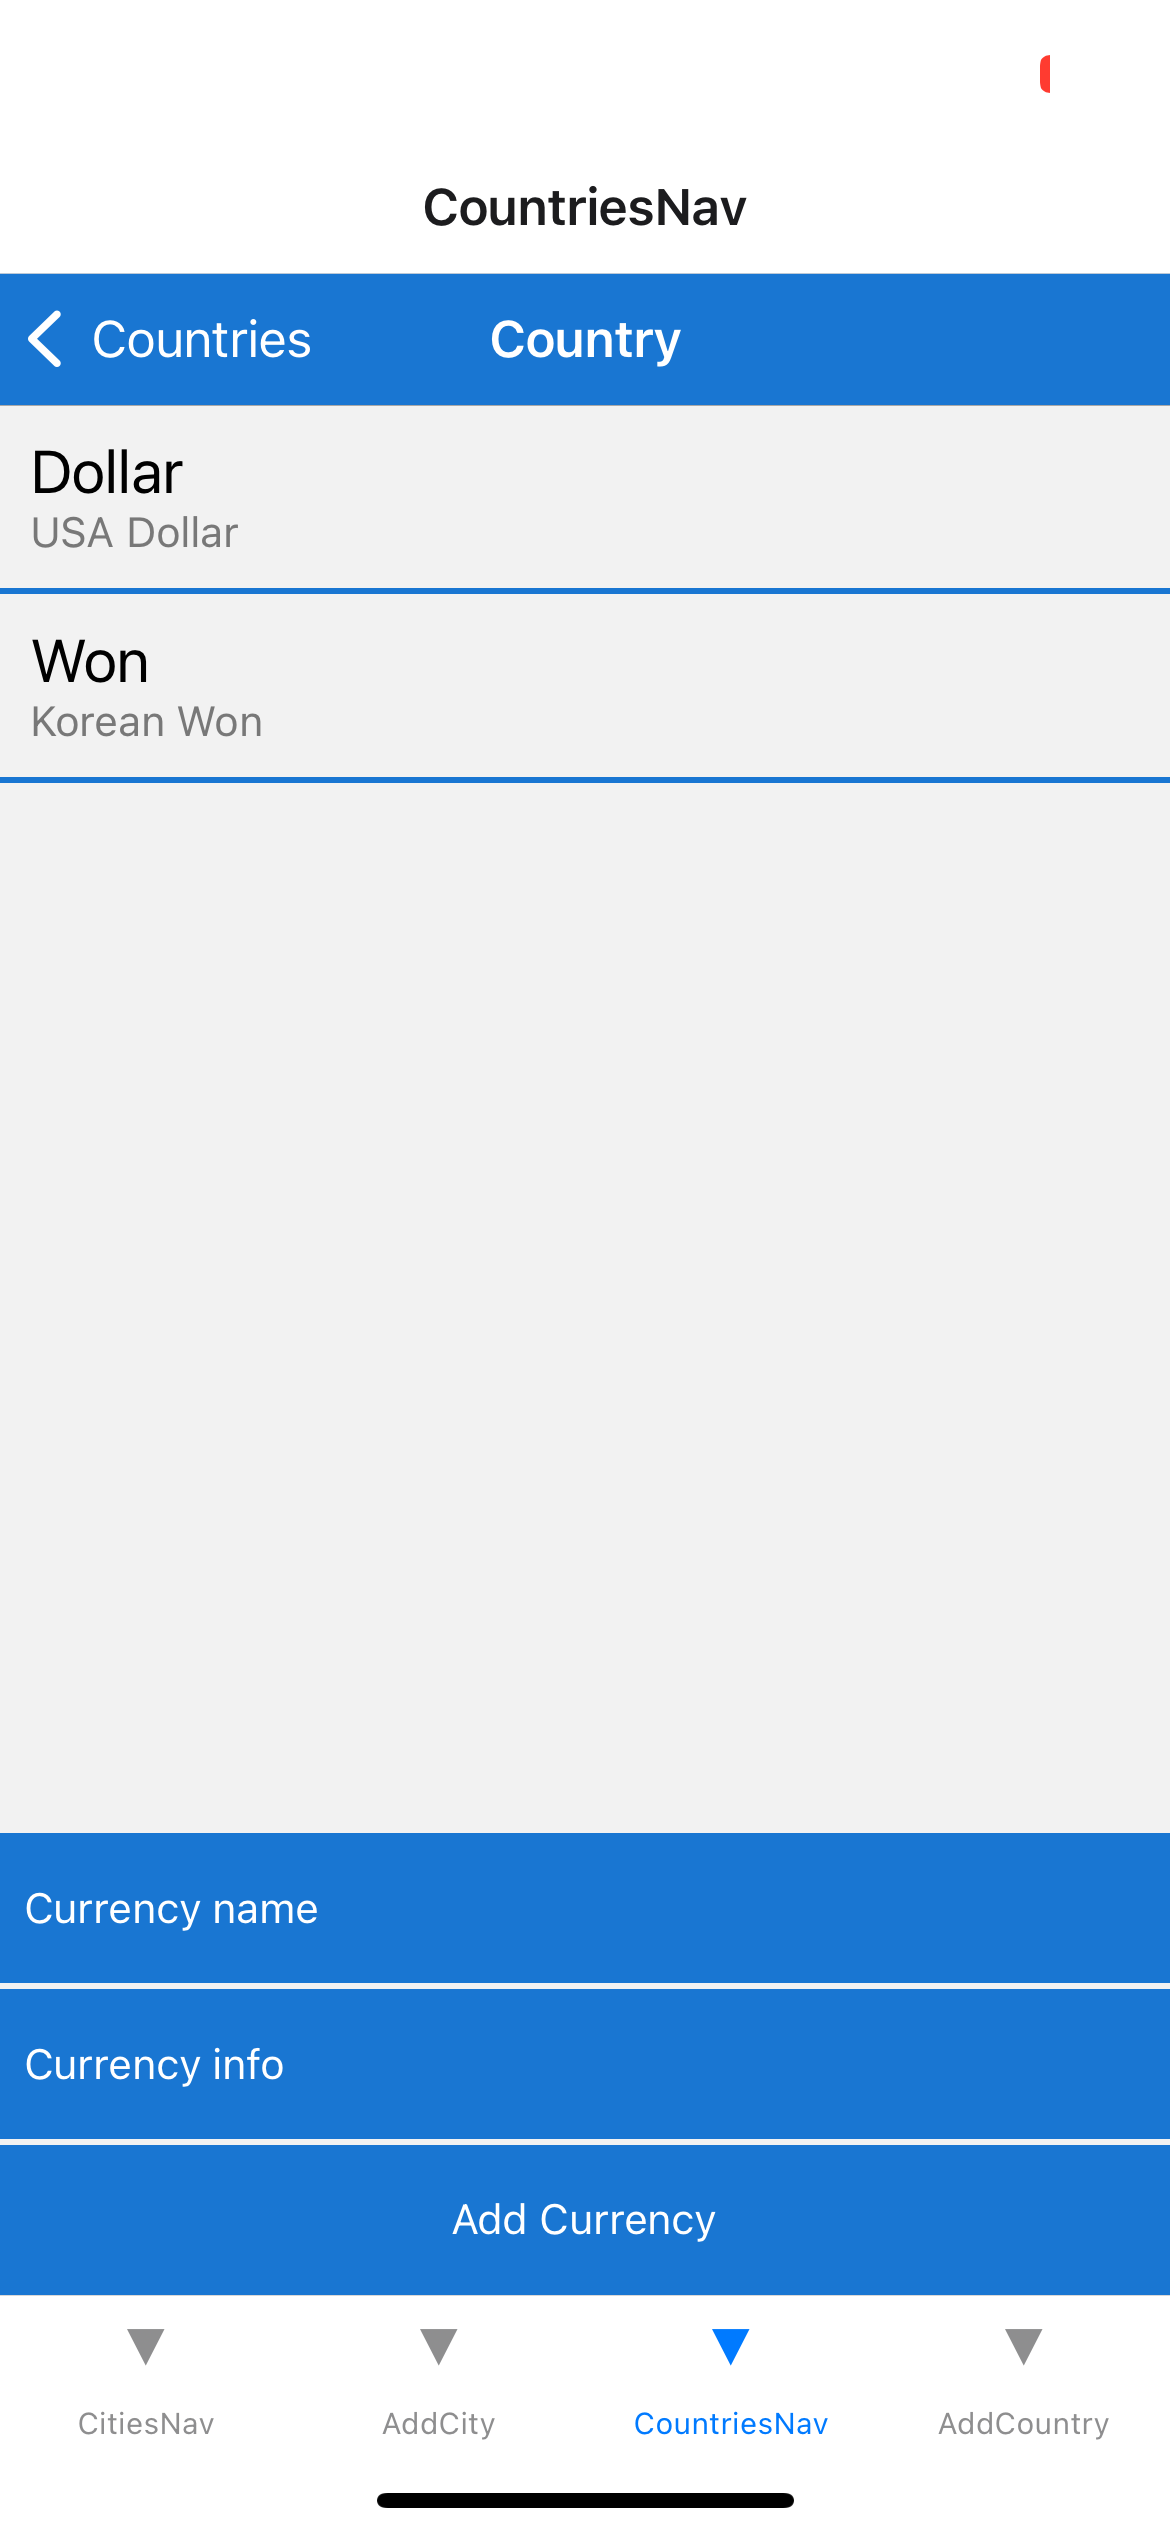 CountriesNav
Countries
Country
Dollar
USA Dollar
Won
Korean Won
Currency name
Currency info
Add Currency
CitiesNav
AddCity
CountriesNav
AddCountry